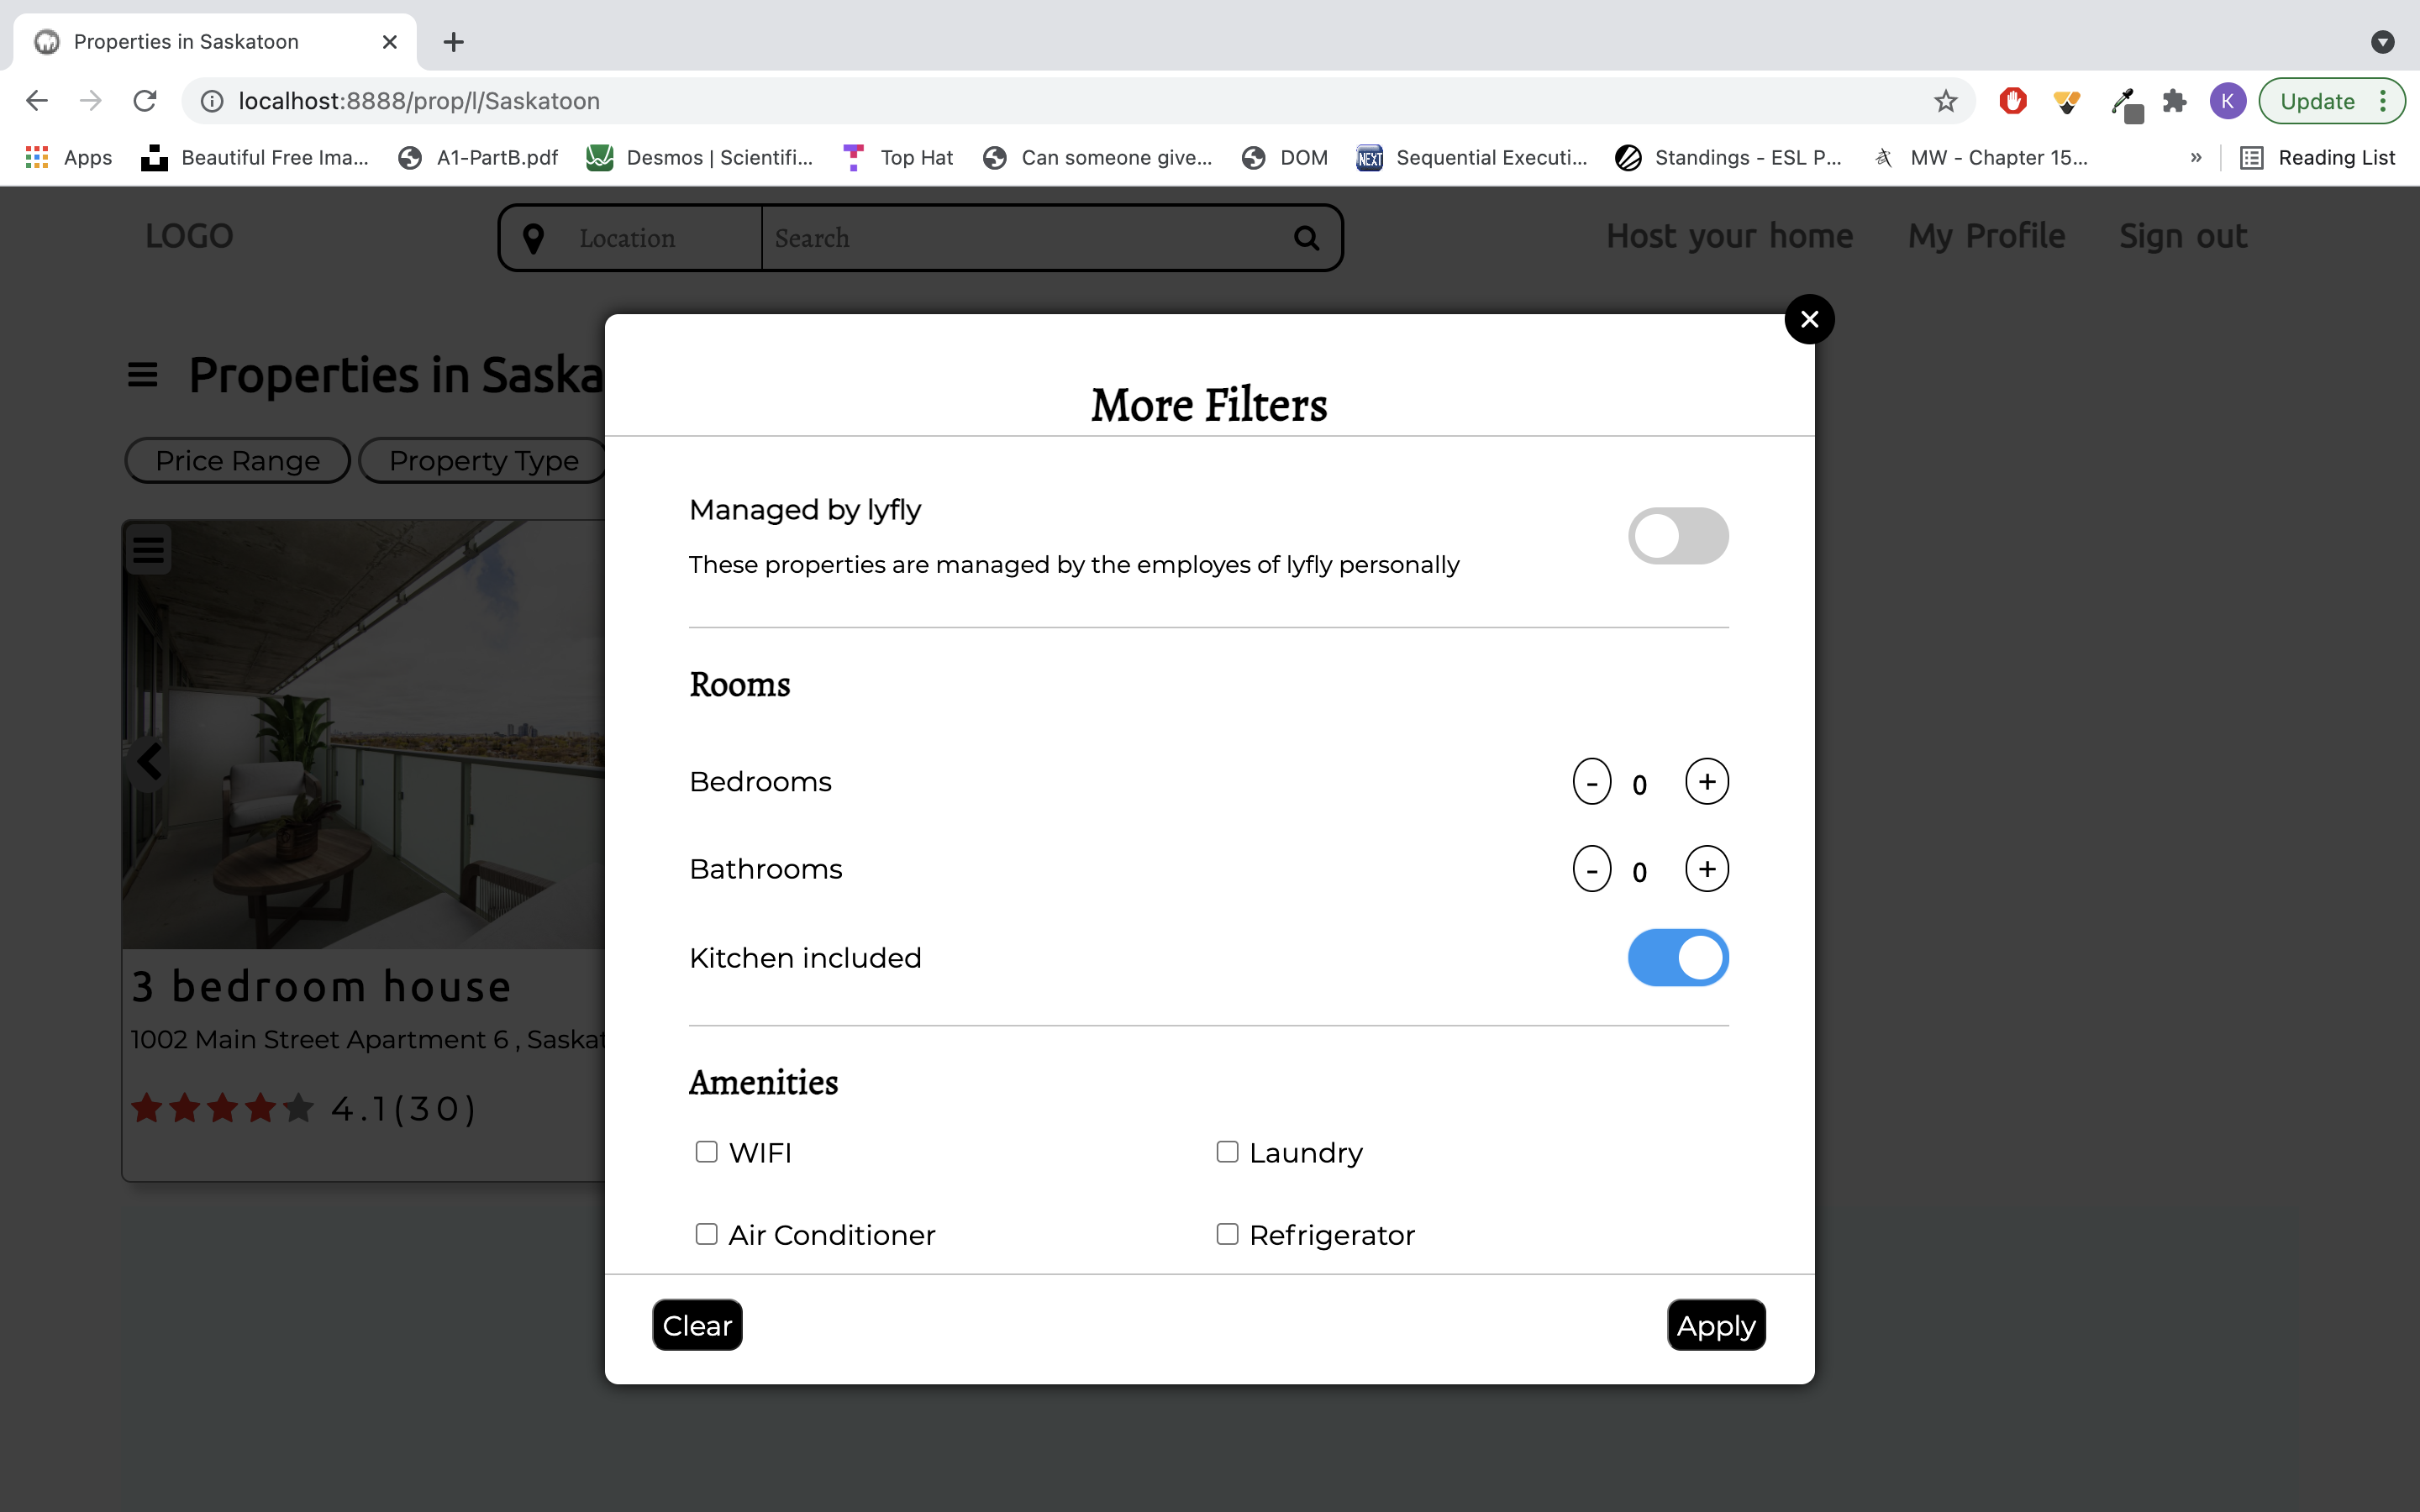 Properties in Saskatoon
localhost:8888/prop/l/Saskatoon
K
Update
Apps
Beautiful Free Ima...
A1-PartB.pdf
Desmos | Scientifi...
Top Hat
Can someone give...
DOM
NEXT
Sequential Executi...
Standings - ESL P...
MW - Chapter 15...
»
Reading List
LOGO
Location
Search
Host your home
My Profile
Sign out
Properties in Saska
More Filters
Price Range
Property Type
Managed by lyfly
These properties are managed by the employes of lyfly personally
Rooms
Bedrooms
- 0 +
Bathrooms
- 0 +
Kitchen included
3 bedroom house
1002 Main Street Apartment 6 , Saskat
4.1(30)
Amenities
WIFI
Laundry
Air Conditioner
Refrigerator
Clear
Apply